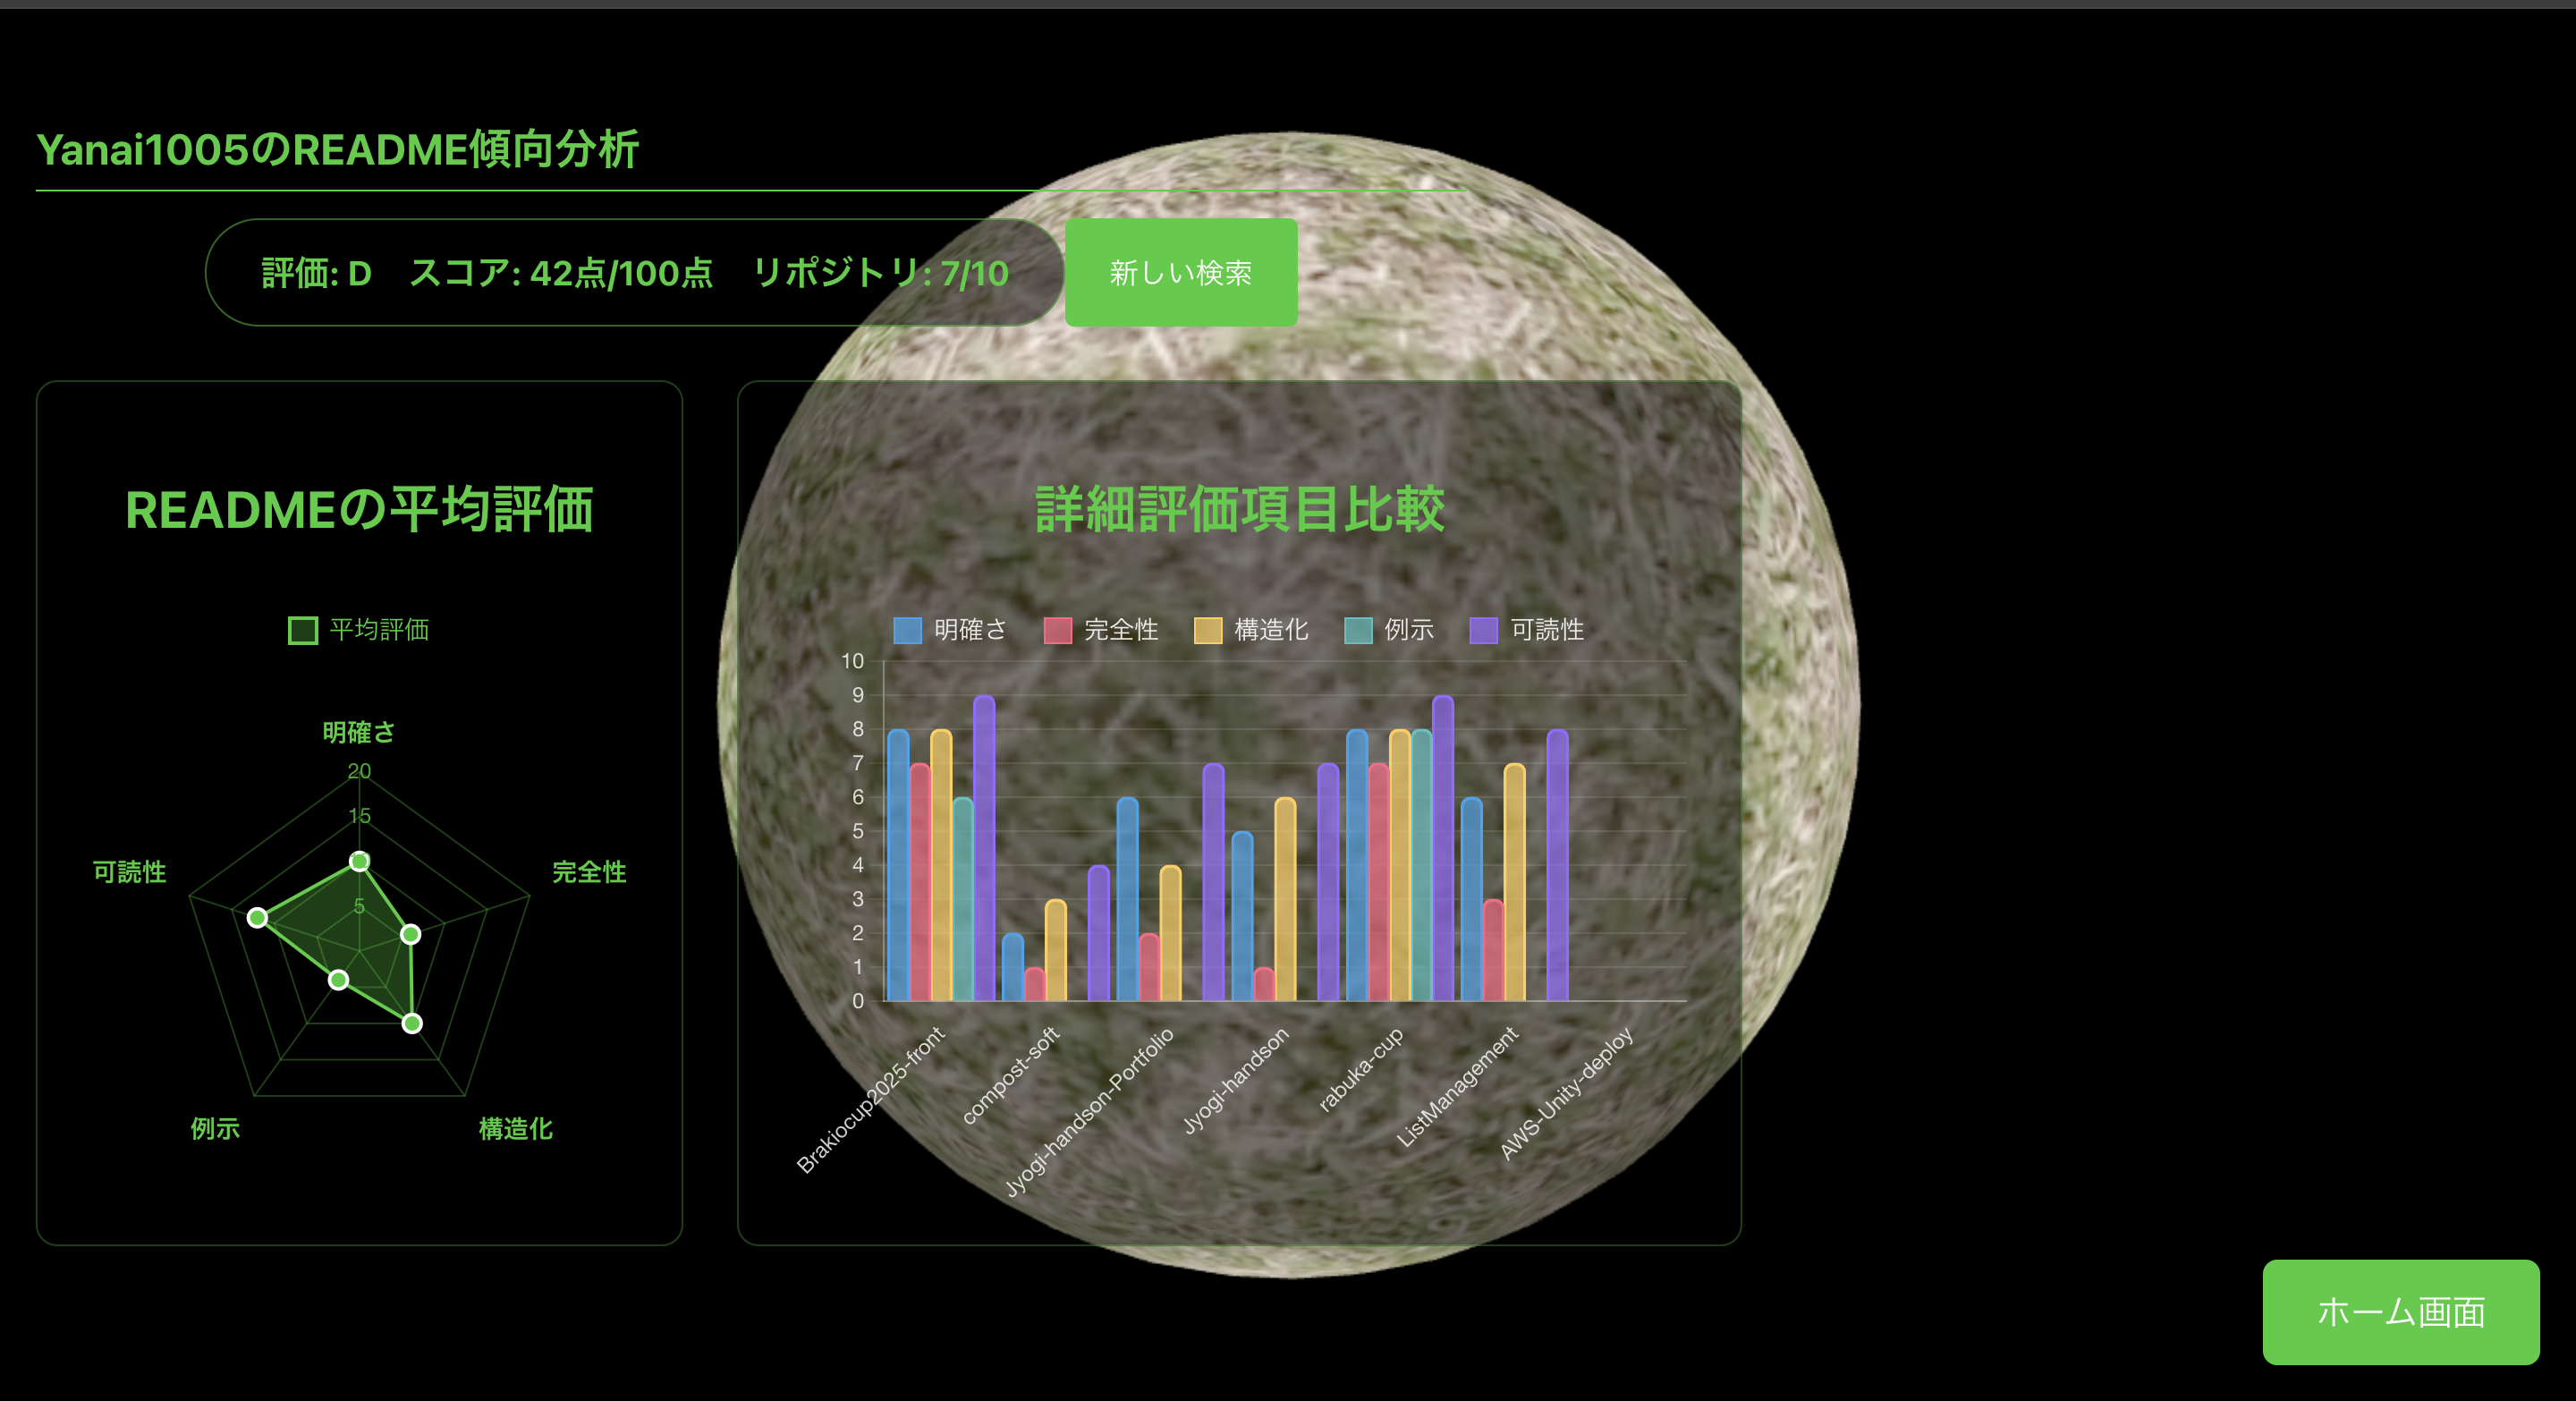 Yanai1005のREADME傾向分析
評価: D スコア: 42点/100点 リポジトリ: 7/10
新しい検索
READMEの平均評価
平均評価
明確さ
20
15
5
可読性
完全性
例示
構造化
詳細評価項目比較
明確さ 完全性 構造化 例示 可読性
10
9
8
7
6
5
4
3
2
1
0
Brakiocup2025-front
compost-soft
Jyogi-handson-Portfolio
Jyogi-handson
rabuka-cup
ListManagement
AWS-Unity-deploy
ホーム画面